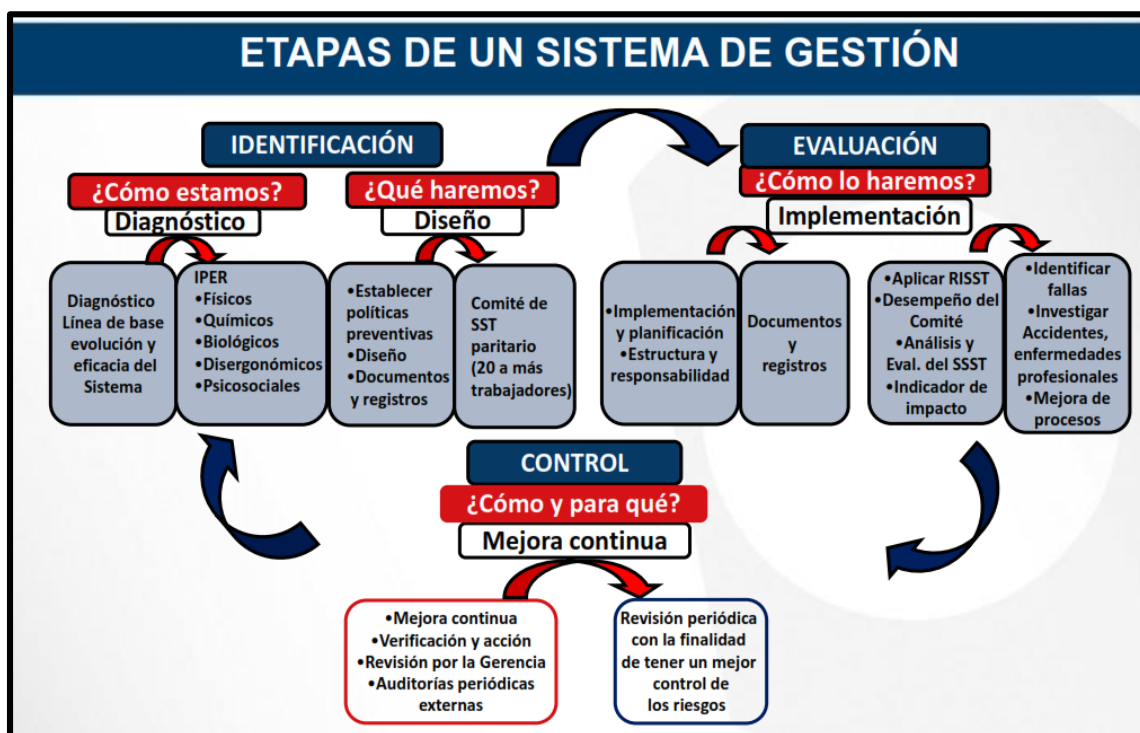 ETAPAS DE UN SISTEMA DE GESTIÓN
IDENTIFICACIÓN
¿Cómo estamos?
Diagnóstico
¿Qué haremos?
Diseño
Diagnóstico
Línea de base
evolución y
eficacia del
Sistema
IPER
•Físicos
•Químicos
•Biológicos
•Disergonómicos
•Psicosociales
•Establecer
políticas
preventivas
•Diseño
•Documentos
y registros
Comité de
SST
paritario
(20 a más
trabajadores)
EVALUACIÓN
¿Cómo lo haremos?
Implementación
•Implementación
y planificación
•Estructura y
responsabilidad
Documentos
y
registros
•Aplicar RISST
•Desempeño del
Comité
•Análisis y
Eval. del SSST
•Indicador de
impacto
•Identificar
fallas
•Investigar
Accidentes,
enfermedades
profesionales
•Mejora de
procesos
CONTROL
¿Cómo y para qué?
Mejora continua
•Mejora continua
•Verificación y acción
•Revisión por la Gerencia
•Auditorías periódicas
externas
Revisión periódica
con la finalidad
de tener un mejor
control de
los riesgos